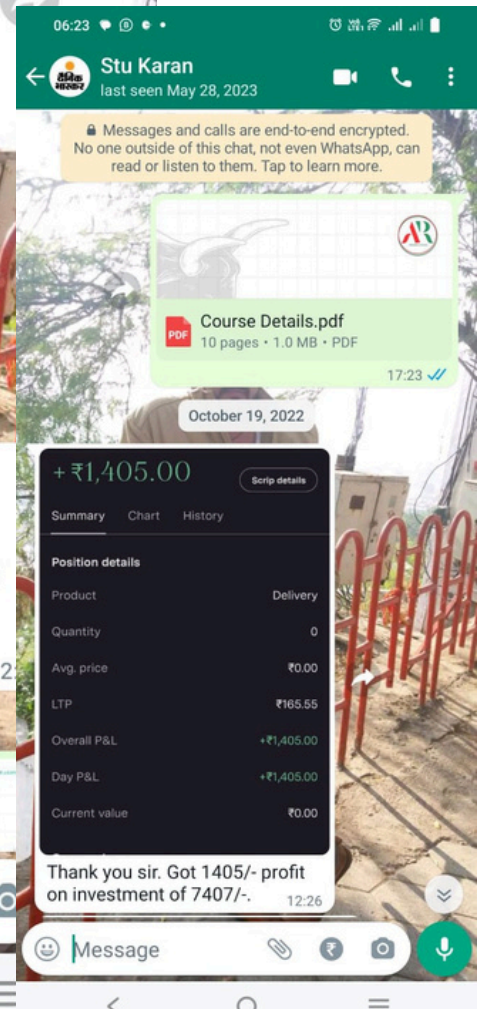 06:23
Stu Karan
last seen May 28, 2023
दैनिक
भास्कर
Messages and calls are end-to-end encrypted.
No one outside of this chat, not even WhatsApp, can
read or listen to them. Tap to learn more.
AR
PDF
Course Details.pdf
10 pages • 1.0 MB • PDF
17:23
October 19, 2022
+ ₹1,405.00
Scrip details
Summary Chart History
Position details
Product Delivery
Quantity 0
Avg. price ₹0.00
LTP ₹165.55
Overall P&L +₹1,405.00
Day P&L +₹1,405.00
Current value ₹0.00
Thank you sir. Got 1405/- profit
on investment of 7407/-.
12:26
Message